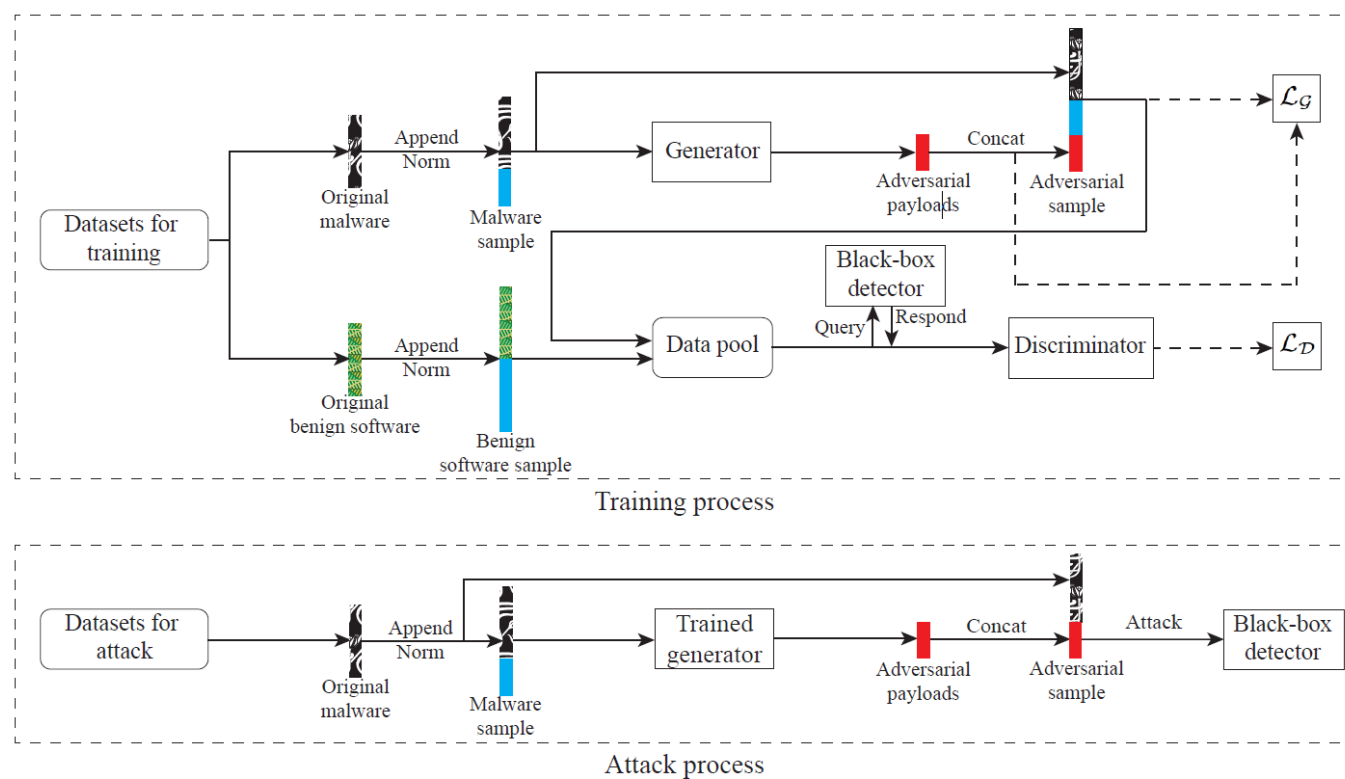 Append
Norm
Original
malware
Malware
sample
Generator
Adversarial
payloads
Concat
Adversarial
sample
ℒ𝒢
Datasets for
training
Black-box
detector
Query
Respond
Append
Norm
Original
benign software
Benign
software sample
Data pool
Discriminator
ℒ𝒟
Training process
Datasets for
attack
Append
Norm
Original
malware
Malware
sample
Trained
generator
Adversarial
payloads
Concat
Adversarial
sample
Attack
Black-box
detector
Attack process